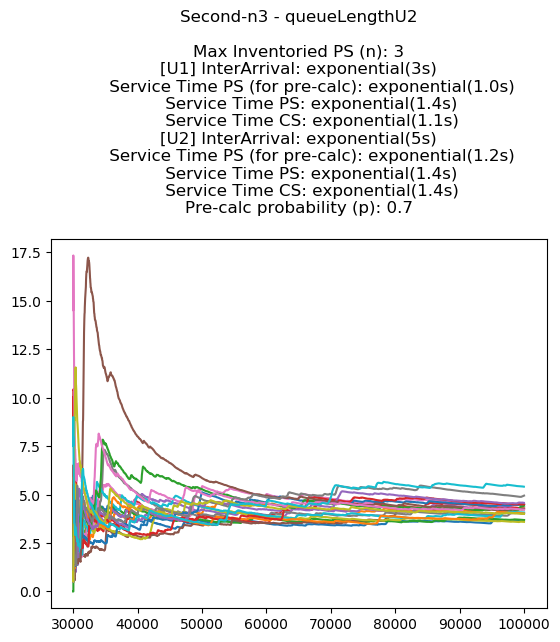 Second-n3 - queueLengthU2
Max Inventoried PS (n): 3
[U1] InterArrival: exponential(3s)
Service Time PS (for pre-calc): exponential(1.0s)
Service Time PS: exponential(1.4s)
Service Time CS: exponential(1.1s)
[U2] InterArrival: exponential(5s)
Service Time PS (for pre-calc): exponential(1.2s)
Service Time PS: exponential(1.4s)
Service Time CS: exponential(1.4s)
Pre-calc probability (p): 0.7
17.5
15.0
12.5
10.0
7.5
5.0
2.5
0.0
30000 40000 50000 60000 70000 80000 90000 100000